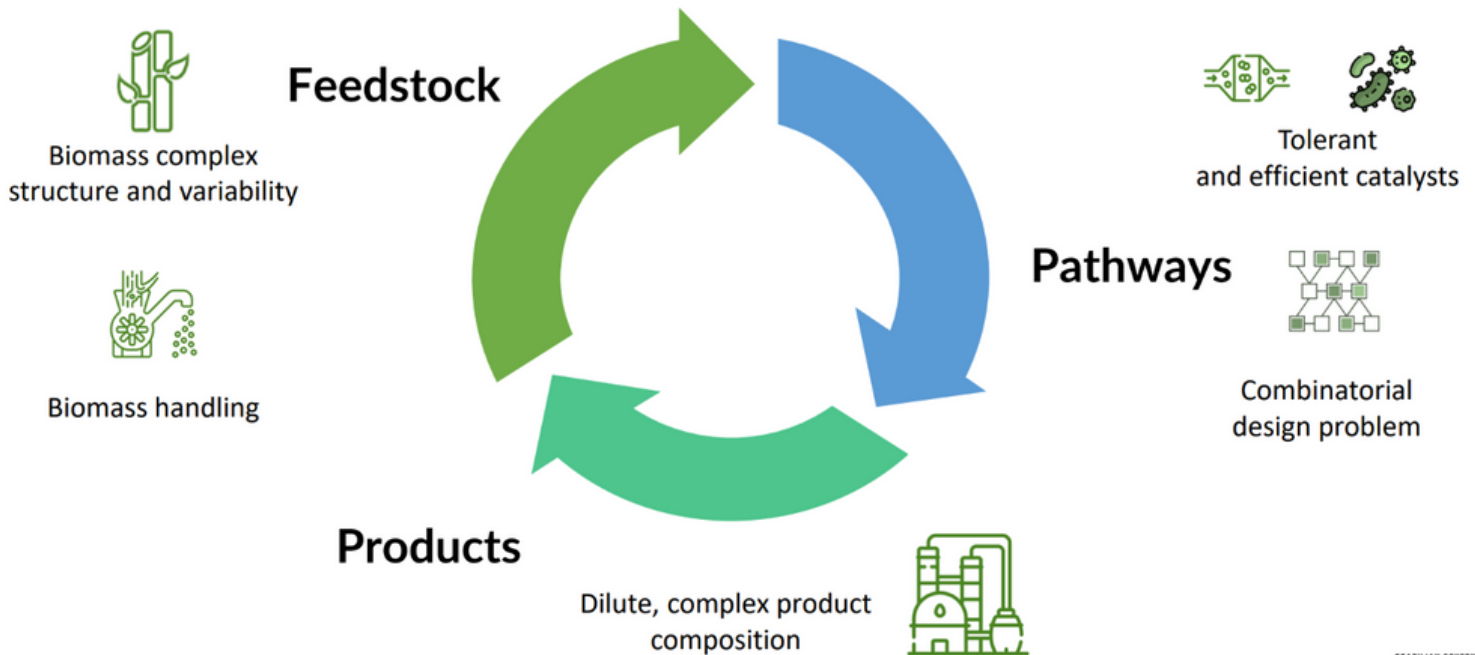 Feedstock
Biomass complex
structure and variability
Biomass handling
Tolerant
and efficient catalysts
Pathways
Combinatorial
design problem
Products
Dilute, complex product
composition